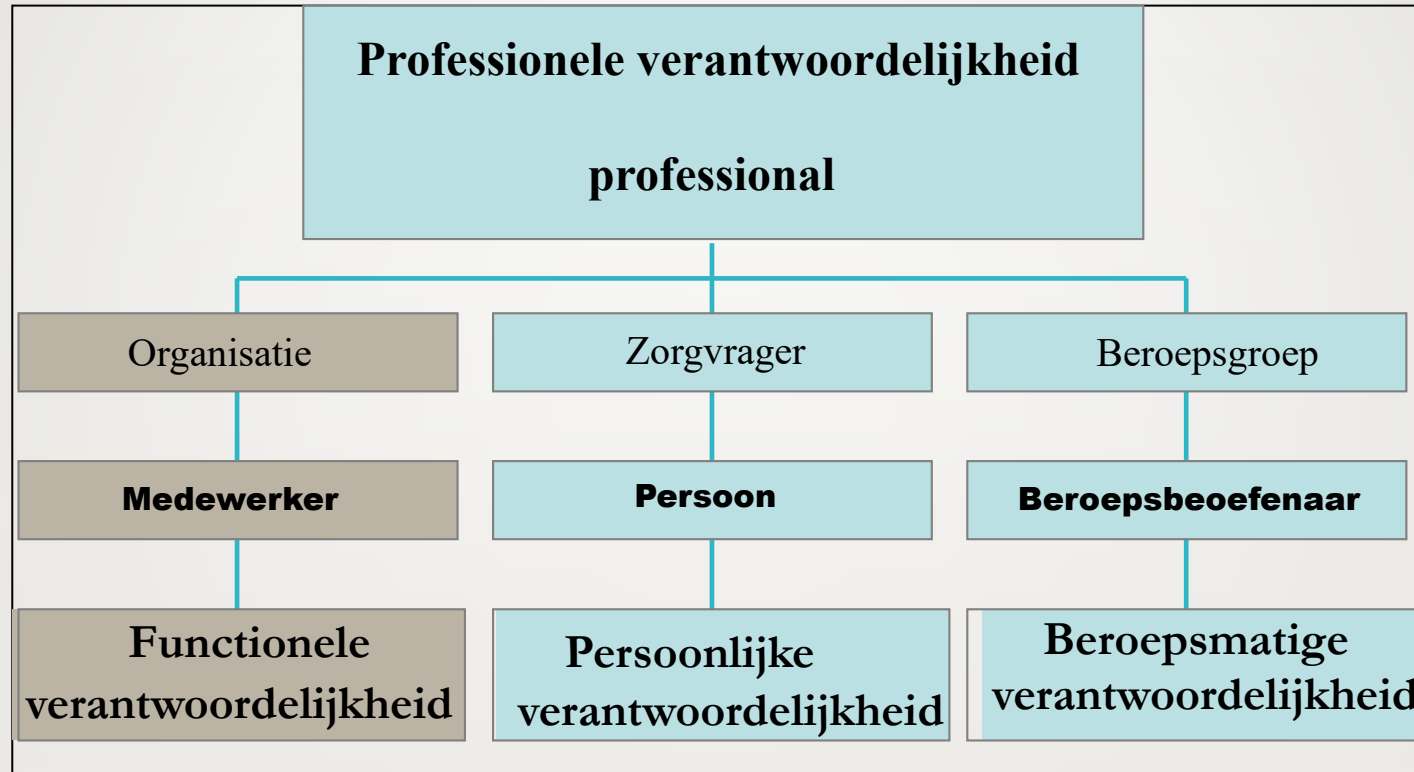 Professionele verantwoordelijkheid
professional
Organisatie
Zorgvrager
Beroepsgroep
Medewerker
Persoon
Beroepsbeoefenaar
Functionele
verantwoordelijkheid
Persoonlijke
verantwoordelijkheid
Beroepsmatige
verantwoordelijkheid